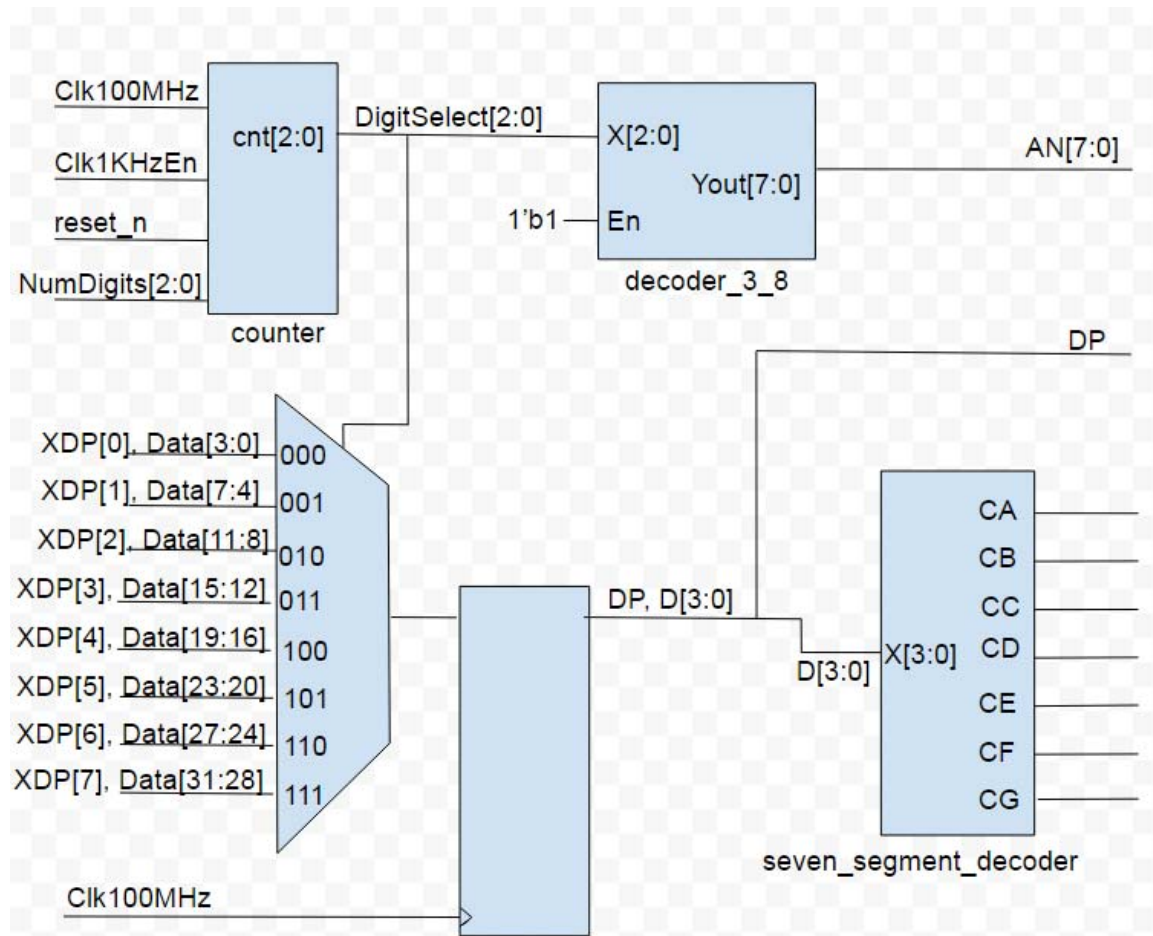 Clk100MHz
Clk1KHzEn
reset_n
NumDigits[2:0]
cnt[2:0]
counter
DigitSelect[2:0]
X[2:0]
Yout[7:0]
1'b1
En
decoder_3_8
AN[7:0]
DP
XDP[0], Data[3:0]
000
XDP[1], Data[7:4]
001
XDP[2], Data[11:8]
010
XDP[3], Data[15:12]
011
XDP[4], Data[19:16]
100
XDP[5], Data[23:20]
101
XDP[6], Data[27:24]
110
XDP[7], Data[31:28]
111
Clk100MHz
DP, D[3:0]
D[3:0]
X[3:0]
CA
CB
CC
CD
CE
CF
CG
seven_segment_decoder